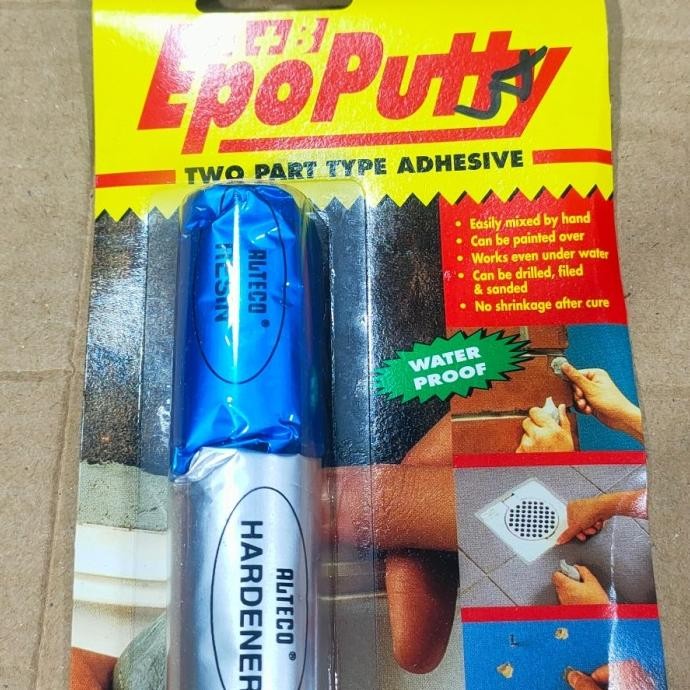 A+B
EpoPutty
TWO PART TYPE ADHESIVE
ALTECO®
RESIN
• Easily mixed by hand
• Can be painted over
• Works even under water
• Can be drilled, filed
& sanded
• No shrinkage after cure
WATER
PROOF
ALTECO®
HARDENER